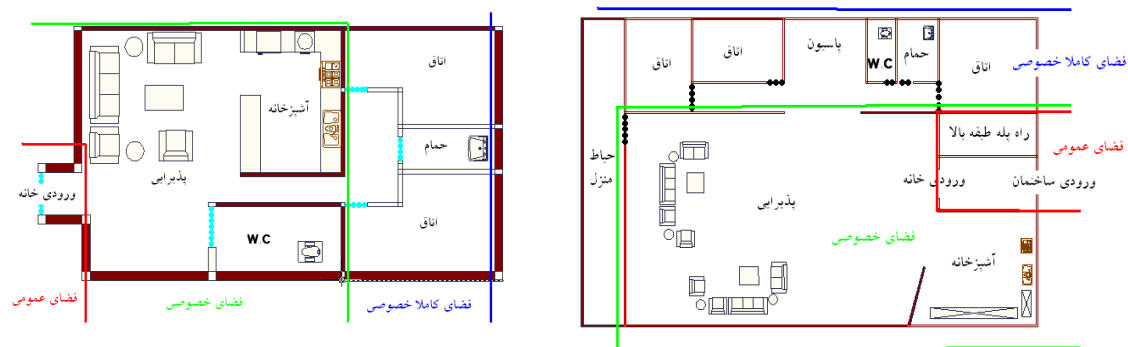 اتاق
آشپزخانه
حمام
ورودی خانه
پذیرایی
اتاق
W.C
فضای عمومی
فضای خصوصی
فضای کاملا خصوصی
پاسیون
حمام
اتاق
اتاق
W.C
اتاق
فضای کاملا خصوصی
راه پله طبقه بالا
فضای عمومی
حیاط
منزل
ورودی خانه
ورودی ساختمان
پذیرایی
فضای خصوصی
آشپزخانه